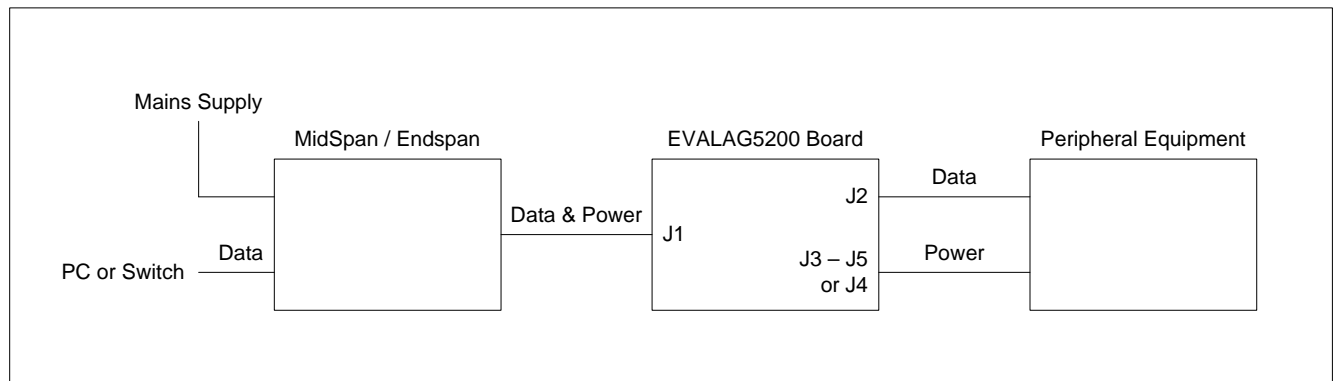 Mains Supply
MidSpan / Endspan
EVALAG5200 Board
Peripheral Equipment
PC or Switch
Data
Data & Power
J1
J2
J3 – J5
or J4
Data
Power